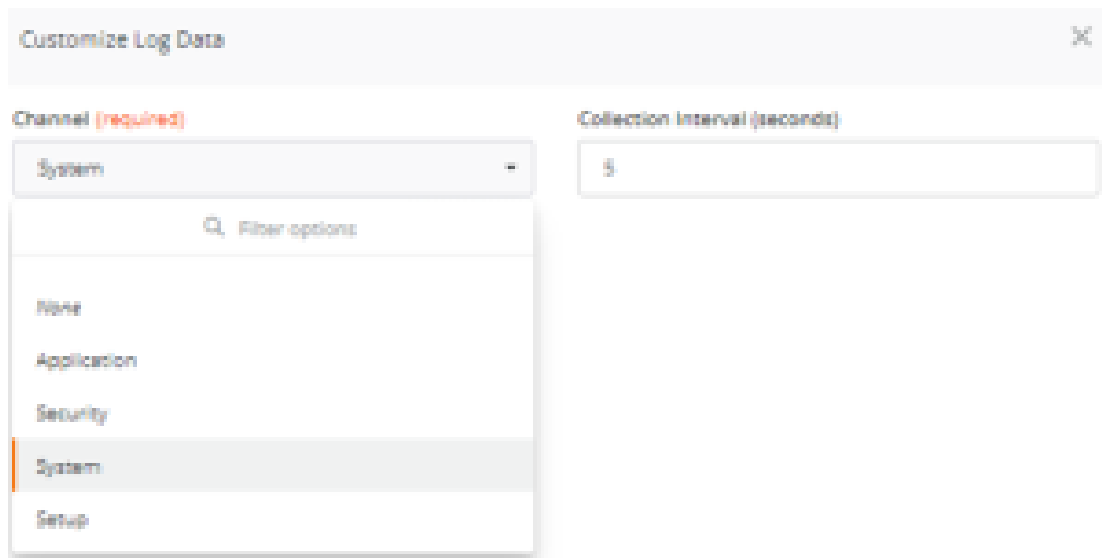 Customize Log Data
Channel (required)
Collection Interval (seconds)
System
5
Filter options
None
Application
Security
System
Setup